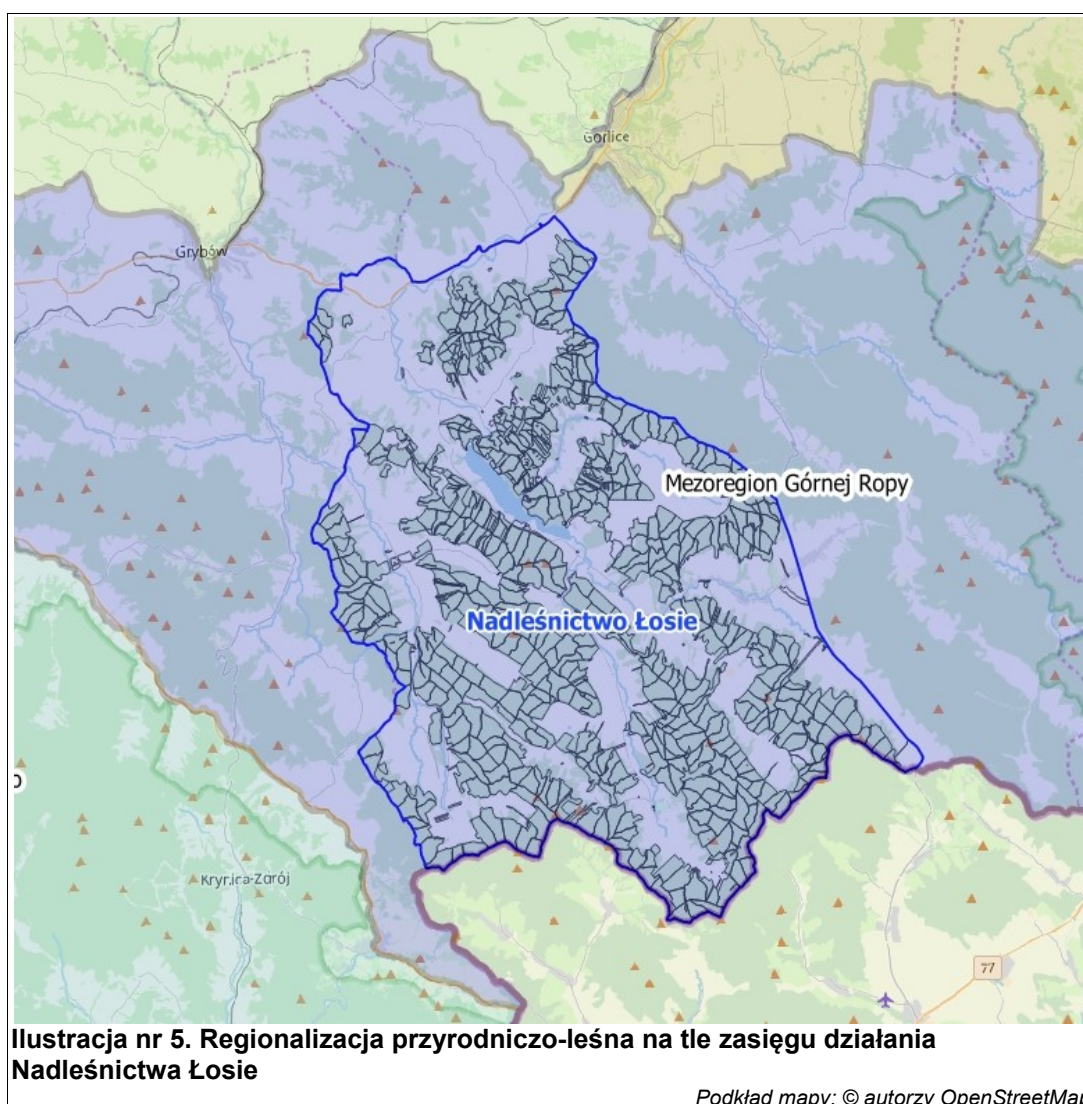 Gorlice
Grybów
Mezoregion Górnej Ropy
Nadleśnictwo Łosie
Krynica-Zdrój
77
Ilustracja nr 5. Regionalizacja przyrodniczo-leśna na tle zasięgu działania
Nadleśnictwa Łosie
Podkład mapy: © autorzy OpenStreetMap